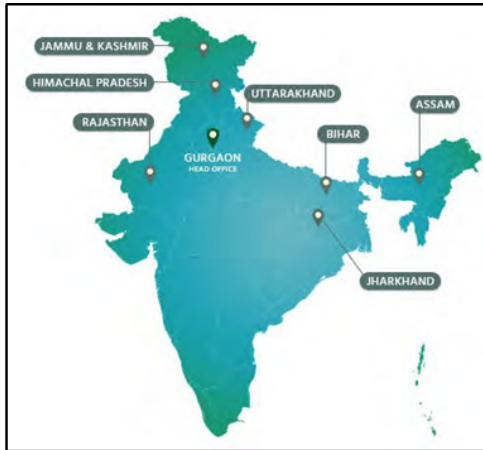 JAMMU & KASHMIR
HIMACHAL PRADESH
UTTARAKHAND
ASSAM
RAJASTHAN
BIHAR
GURGAON
HEAD OFFICE
JHARKHAND